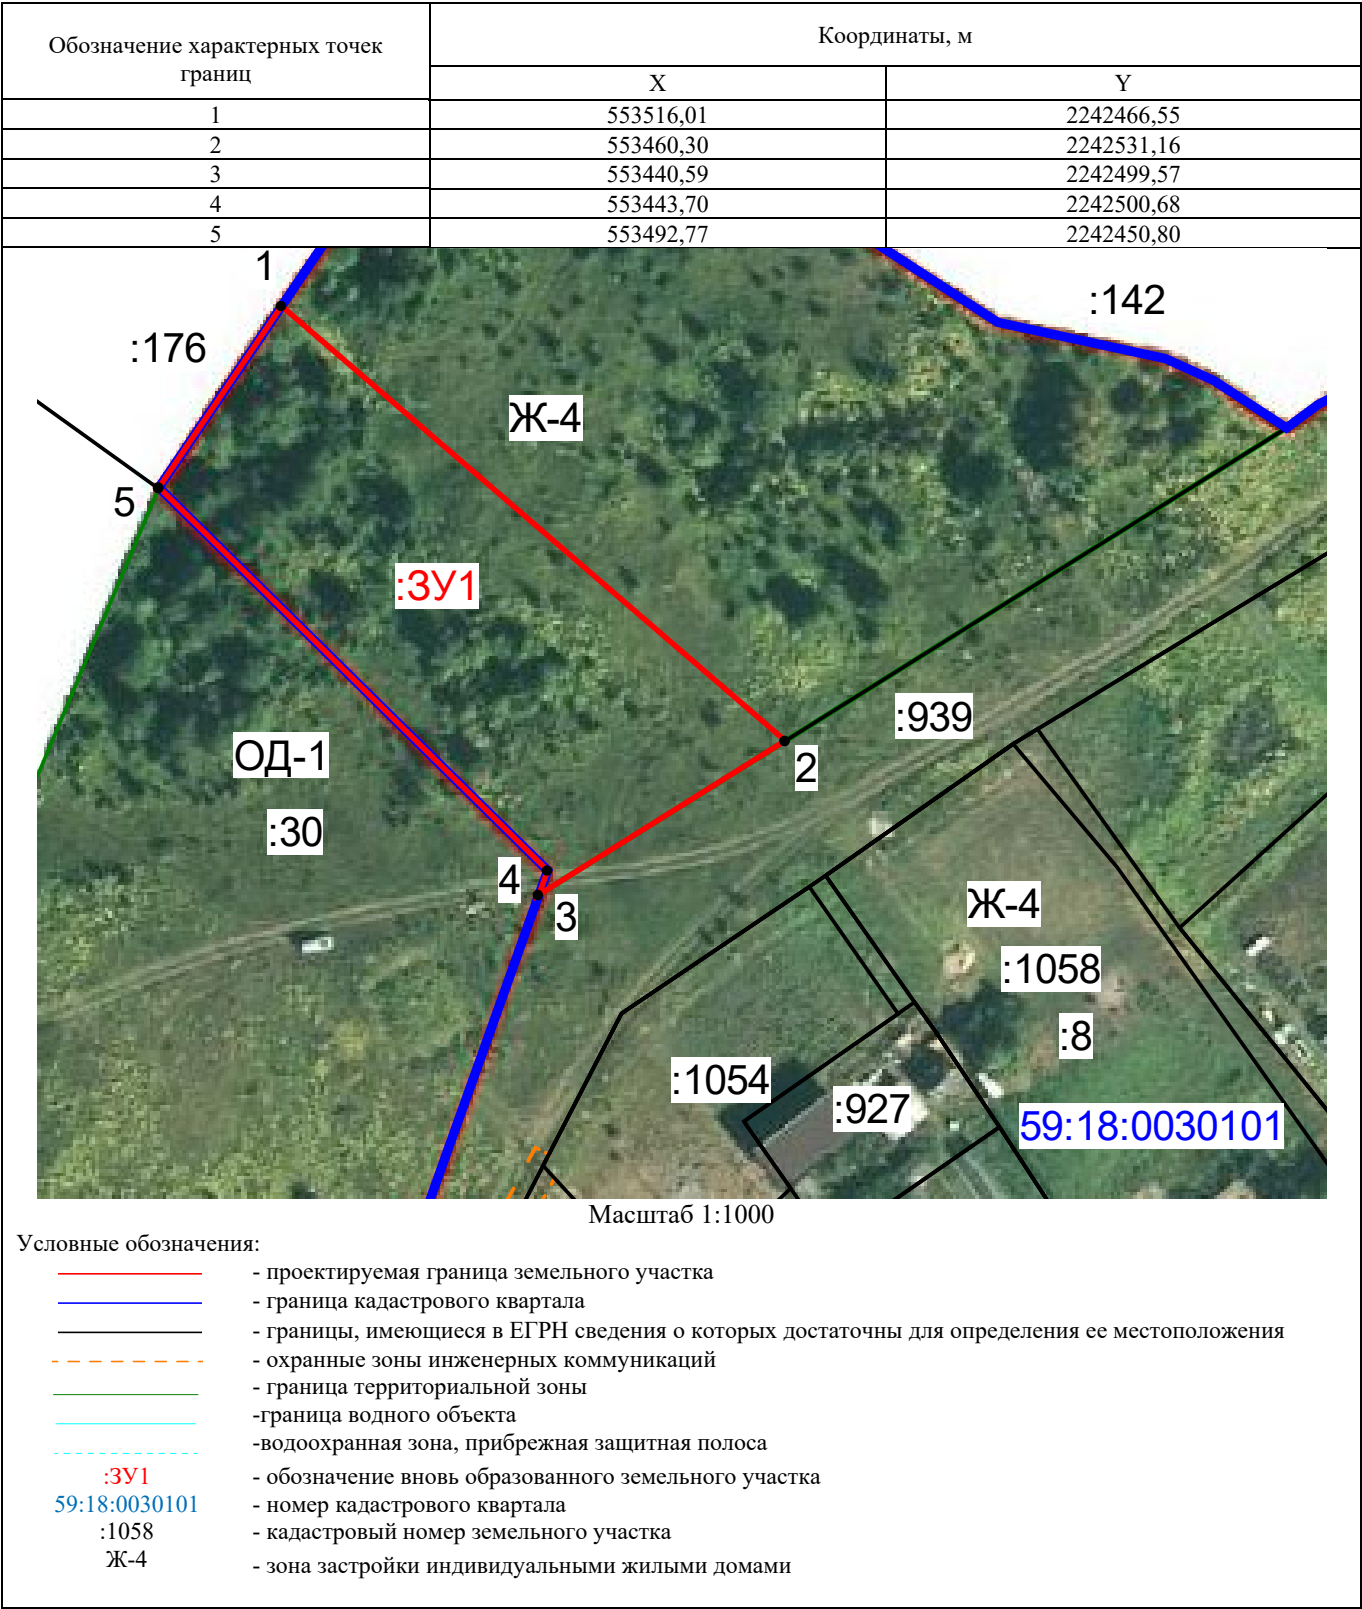 Обозначение характерных точек
границ
Координаты, м
X
Y
1
553516,01
2242466,55
2
553460,30
2242531,16
3
553440,59
2242499,57
4
553443,70
2242500,68
5
553492,77
2242450,80
1
:142
:176
Ж-4
5
:ЗУ1
:939
ОД-1
2
:30
4
3
Ж-4
:1058
:8
:1054
:927
59:18:0030101
Масштаб 1:1000
Условные обозначения:
- проектируемая граница земельного участка
- граница кадастрового квартала
- границы, имеющиеся в ЕГРН сведения о которых достаточны для определения ее местоположения
- охранные зоны инженерных коммуникаций
- граница территориальной зоны
-граница водного объекта
-водоохранная зона, прибрежная защитная полоса
:ЗУ1 - обозначение вновь образованного земельного участка
59:18:0030101 - номер кадастрового квартала
:1058 - кадастровый номер земельного участка
Ж-4 - зона застройки индивидуальными жилыми домами